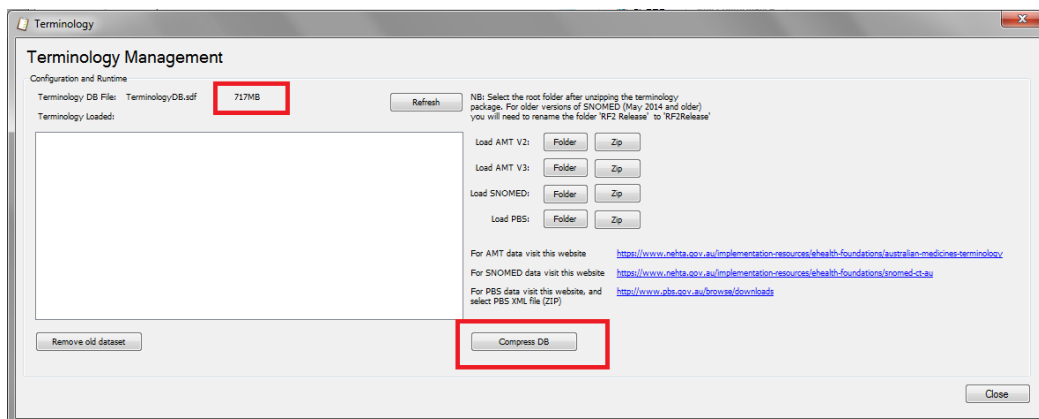 Terminology
Terminology Management
Configuration and Runtime
Terminology DB File: TerminologyDB.sdf 717MB
Refresh
Terminology Loaded:
NB: Select the root folder after unzipping the terminology
package. For older versions of SNOMED (May 2014 and older)
you will need to rename the folder 'RF2 Release' to 'RF2Release'
Load AMT V2: Folder Zip
Load AMT V3: Folder Zip
Load SNOMED: Folder Zip
Load PBS: Folder Zip
For AMT data visit this website https://www.nehta.gov.au/implementation-resources/ehealth-foundations/australian-medicines-terminology
For SNOMED data visit this website https://www.nehta.gov.au/implementation-resources/ehealth-foundations/snomed-ct-au
For PBS data visit this website, and http://www.pbs.gov.au/browse/downloads
select PBS XML file (ZIP)
Remove old dataset Compress DB
Close